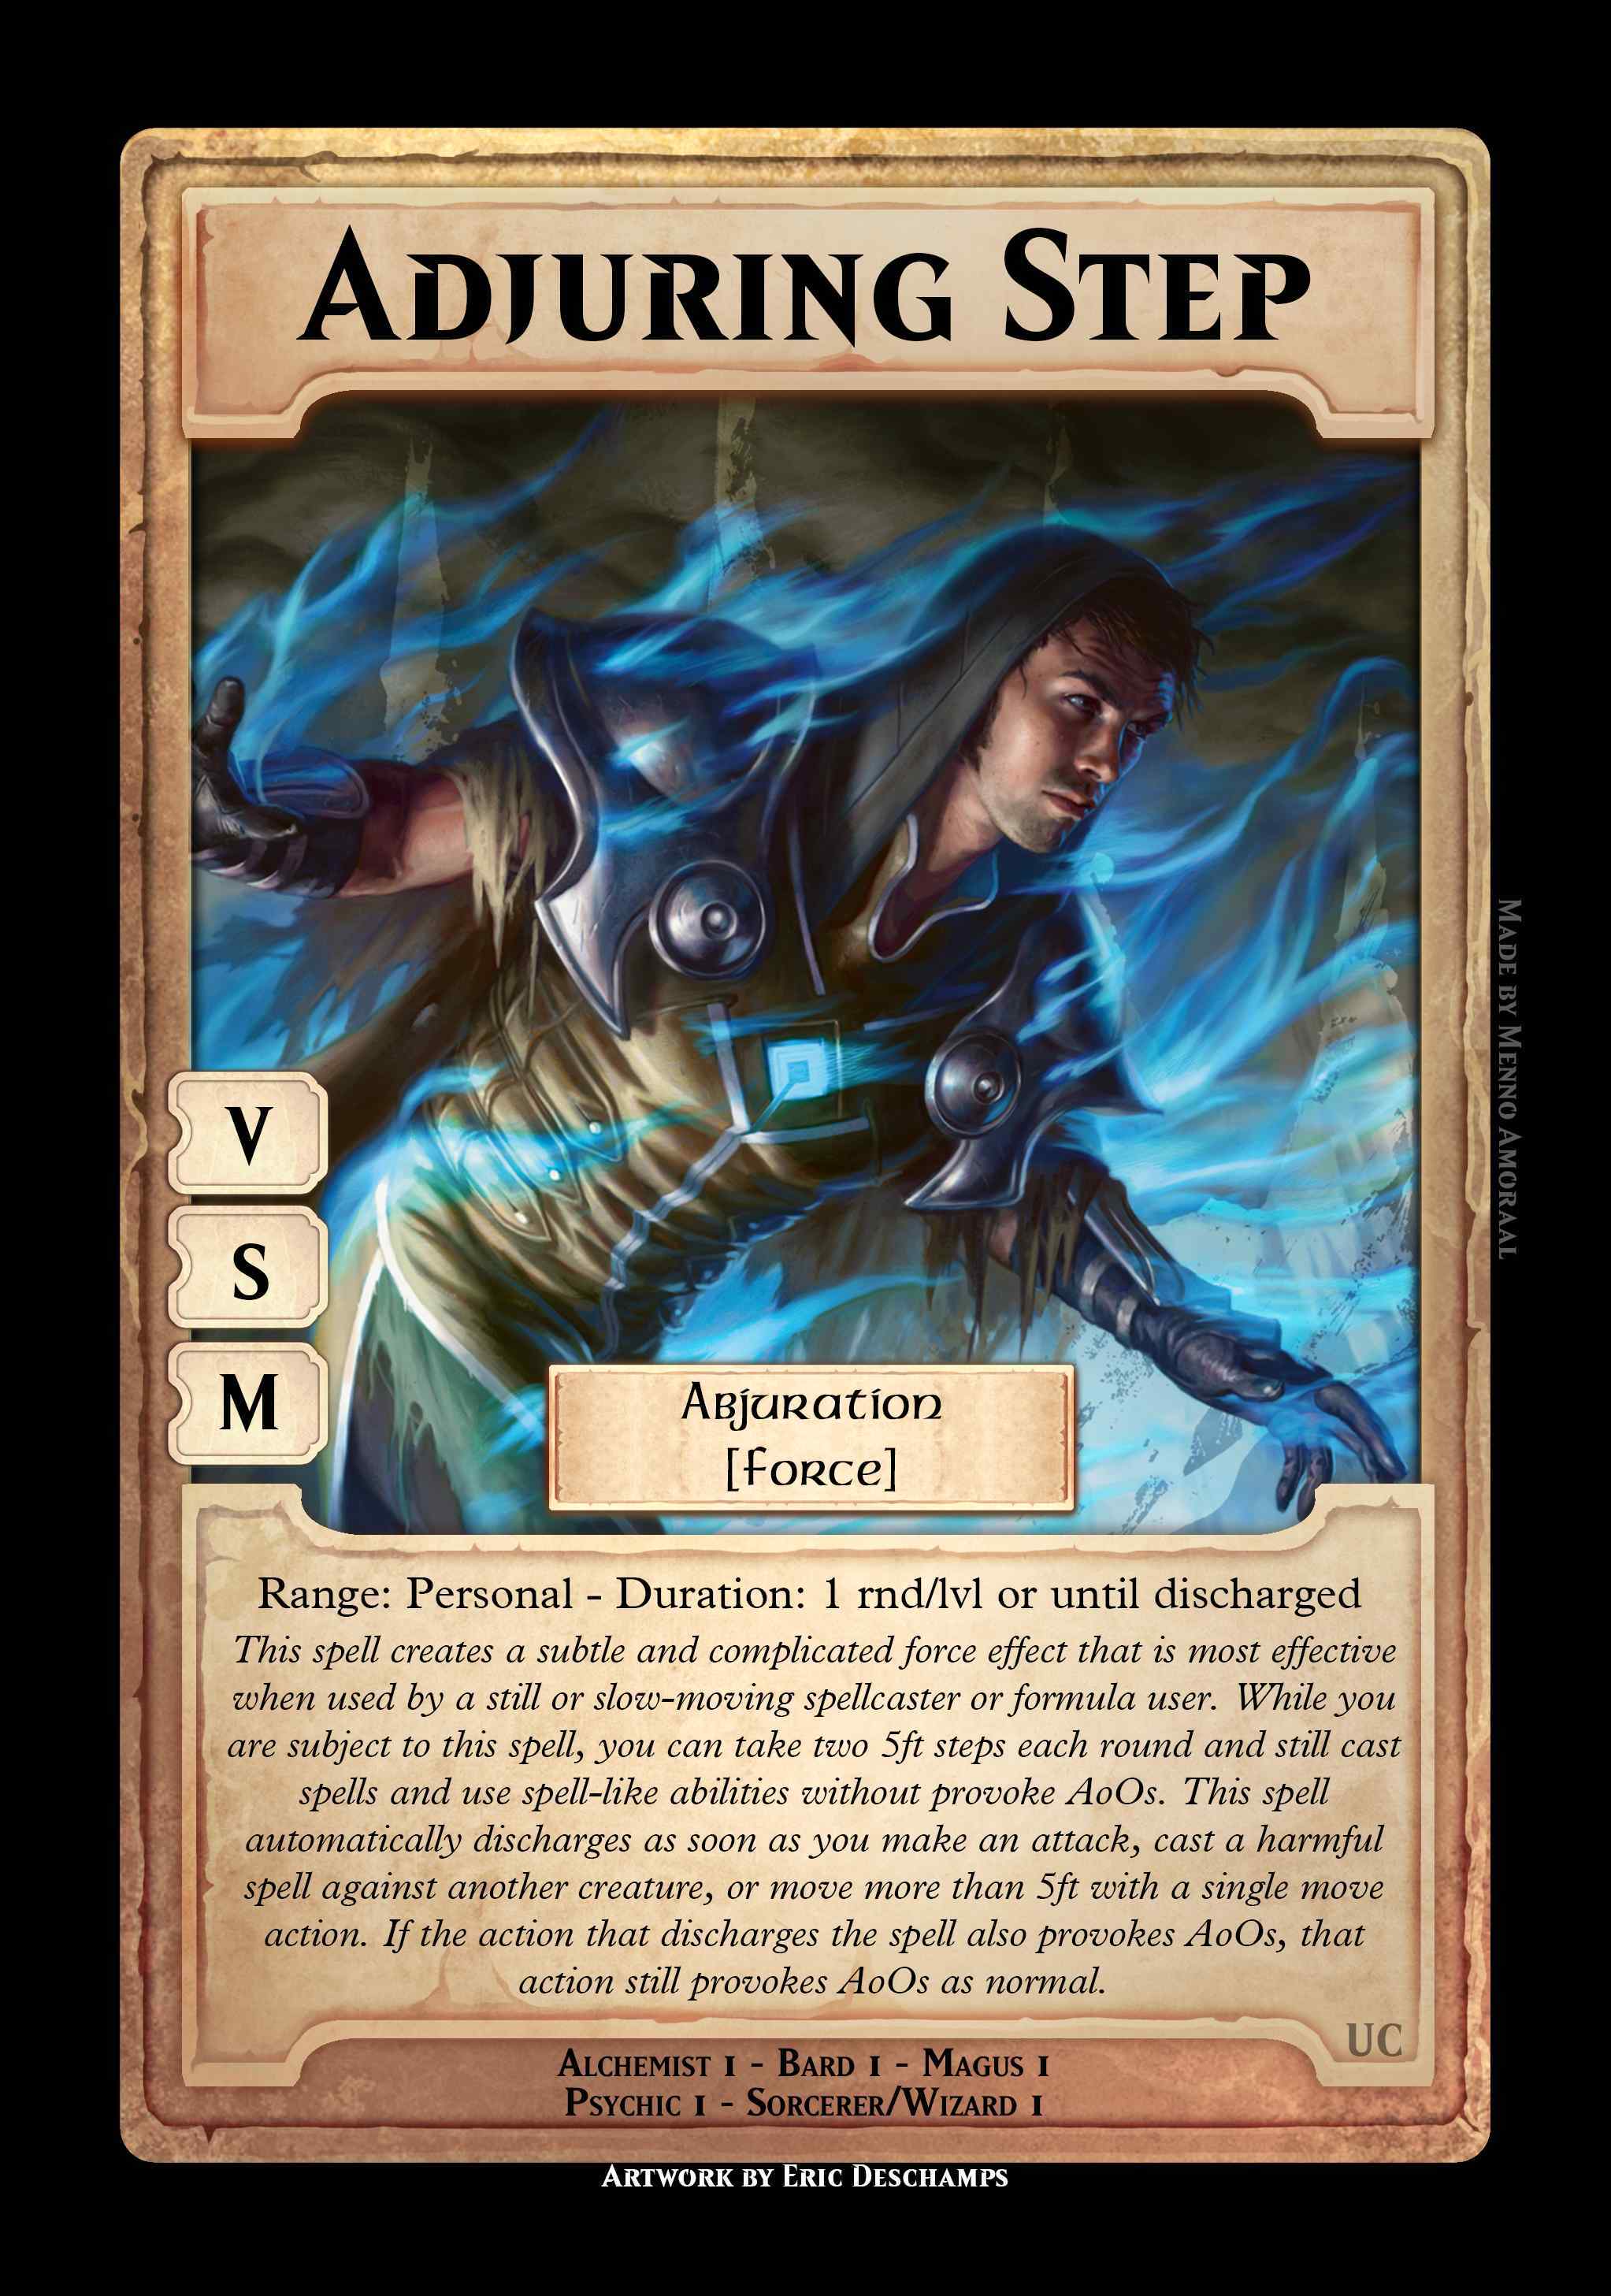 Adjuring Step
V
S
M
Abjuration
[Force]
Range: Personal - Duration: 1 rnd/lvl or until discharged
This spell creates a subtle and complicated force effect that is most effective
when used by a still or slow-moving spellcaster or formula user. While you
are subject to this spell, you can take two 5ft steps each round and still cast
spells and use spell-like abilities without provoke AoOs. This spell
automatically discharges as soon as you make an attack, cast a harmful
spell against another creature, or move more than 5ft with a single move
action. If the action that discharges the spell also provokes AoOs, that
action still provokes AoOs as normal.
UC
Alchemist 1 - Bard 1 - Magus 1
Psychic 1 - Sorcerer/Wizard 1
Artwork by Eric Deschamps
Made by Menno Amoraal